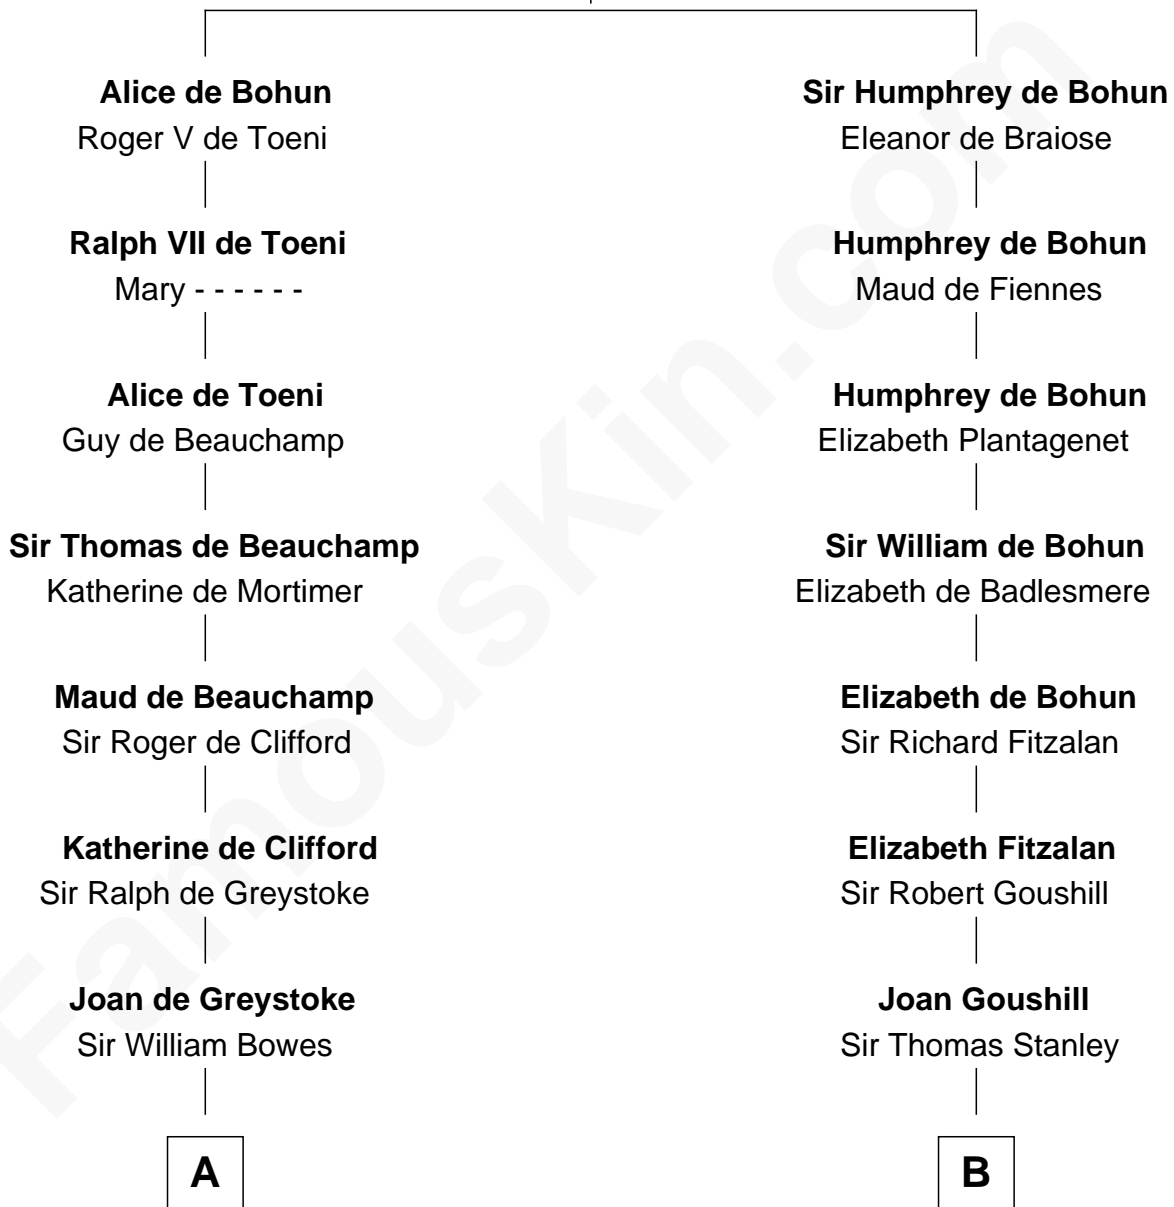 Alice de Bohun
Roger V de Toeni
Ralph VII de Toeni
Mary - - - - - -
Alice de Toeni
Guy de Beauchamp
Sir Thomas de Beauchamp
Katherine de Mortimer
Maud de Beauchamp
Sir Roger de Clifford
Katherine de Clifford
Sir Ralph de Greystoke
Joan de Greystoke
Sir William Bowes
A
Sir Humphrey de Bohun
Eleanor de Braiose
Humphrey de Bohun
Maud de Fiennes
Humphrey de Bohun
Elizabeth Plantagenet
Sir William de Bohun
Elizabeth de Badlesmere
Elizabeth de Bohun
Sir Richard Fitzalan
Elizabeth Fitzalan
Sir Robert Goushill
Joan Goushill
Sir Thomas Stanley
B
FamousKin.com